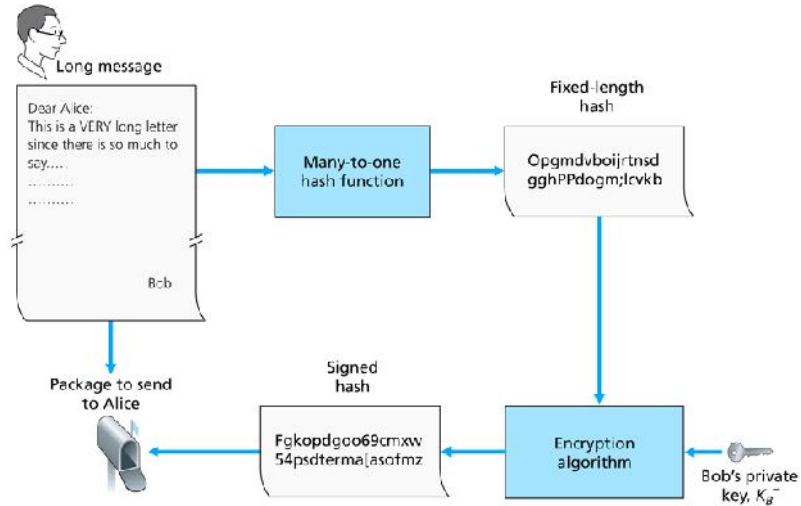 Long message
Dear Alice:
This is a VERY long letter
since there is so much to
say.....
..........
..........
Bob
Many-to-one
hash function
Fixed-length
hash
Opgmdvboijrtnsd
gghPPdogm;lcvkb
Package to send
to Alice
Signed
hash
Fgkopdgoo69cmxw
54psdterma[asofmz
Encryption
algorithm
Bob's private
key, K_B^-